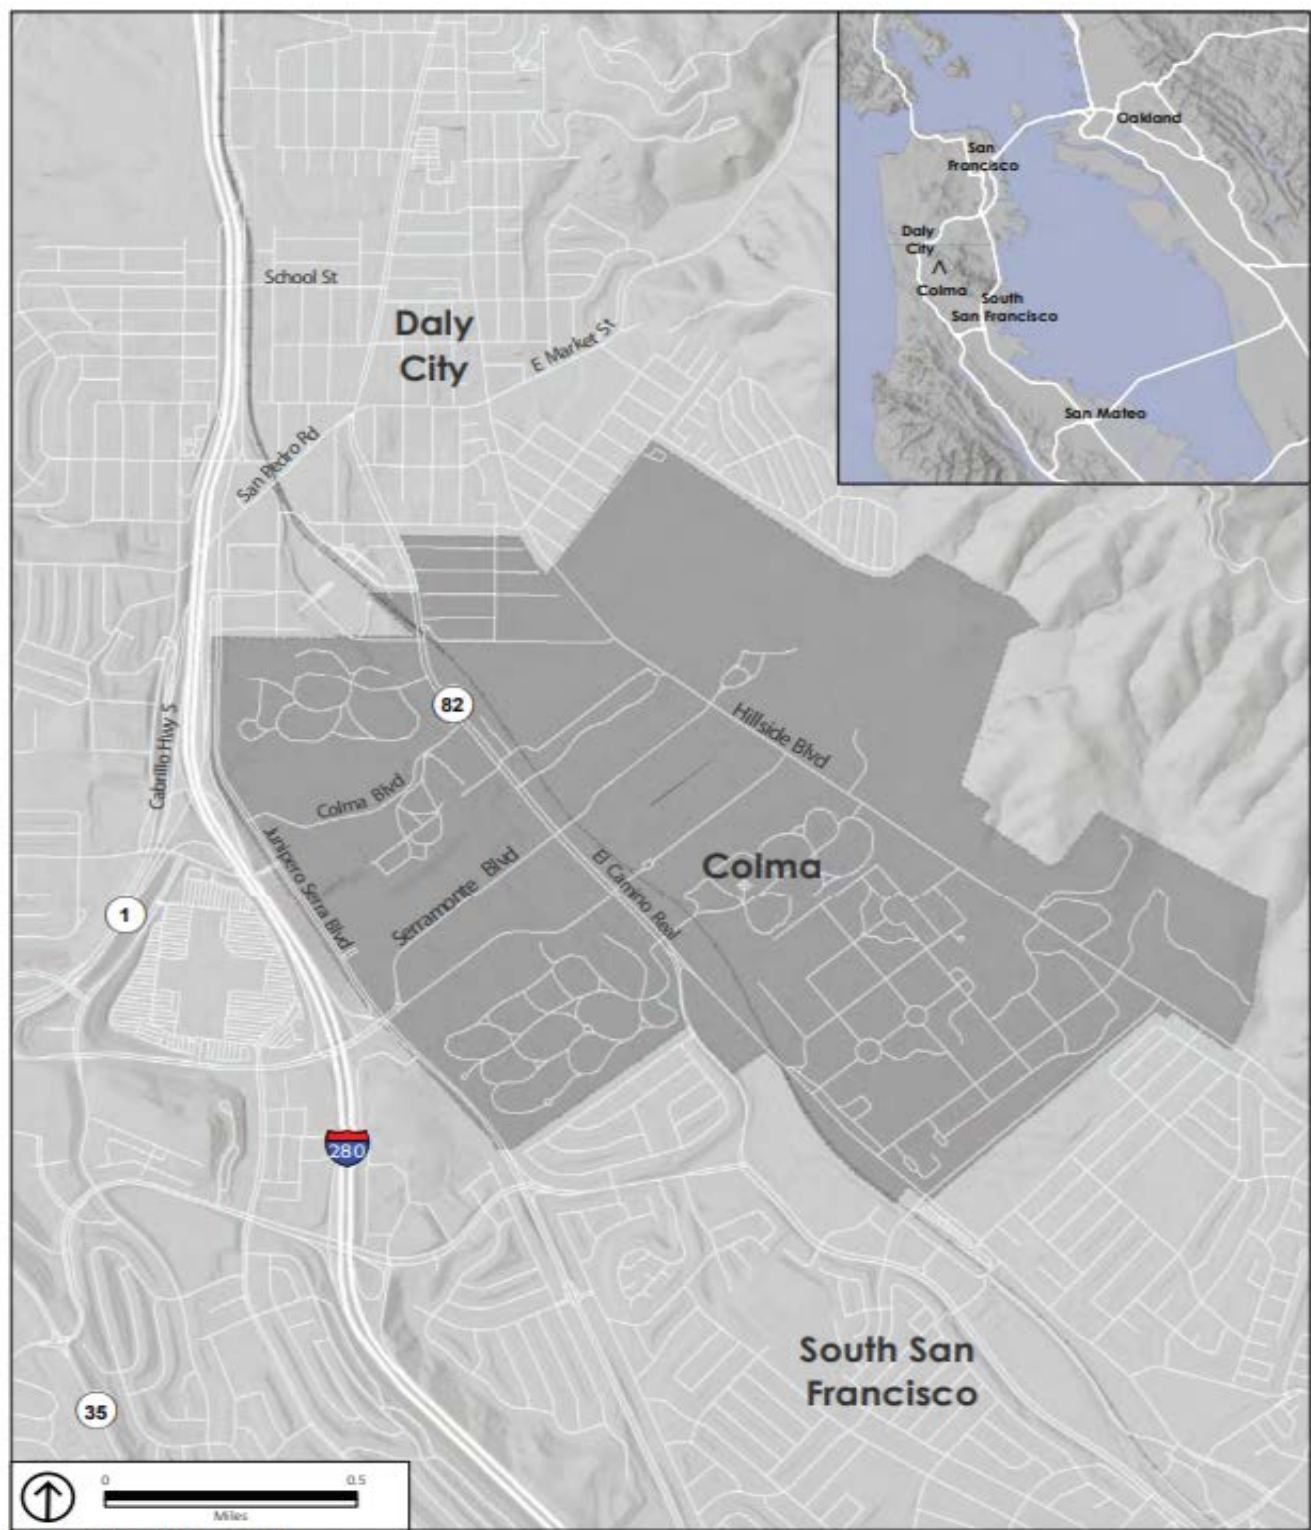 Oakland
San
Francisco
Daly
City
Colma
South
San Francisco
San Mateo
School St
Daly
City
E Market St
San Pedro Rd
82
Hillside Blvd
Cabrillo Hwy S
Colma Blvd
Junipero Serra Blvd
Serramonte Blvd
El Camino Real
Colma
1
280
South San
Francisco
35
0 0.5
Miles